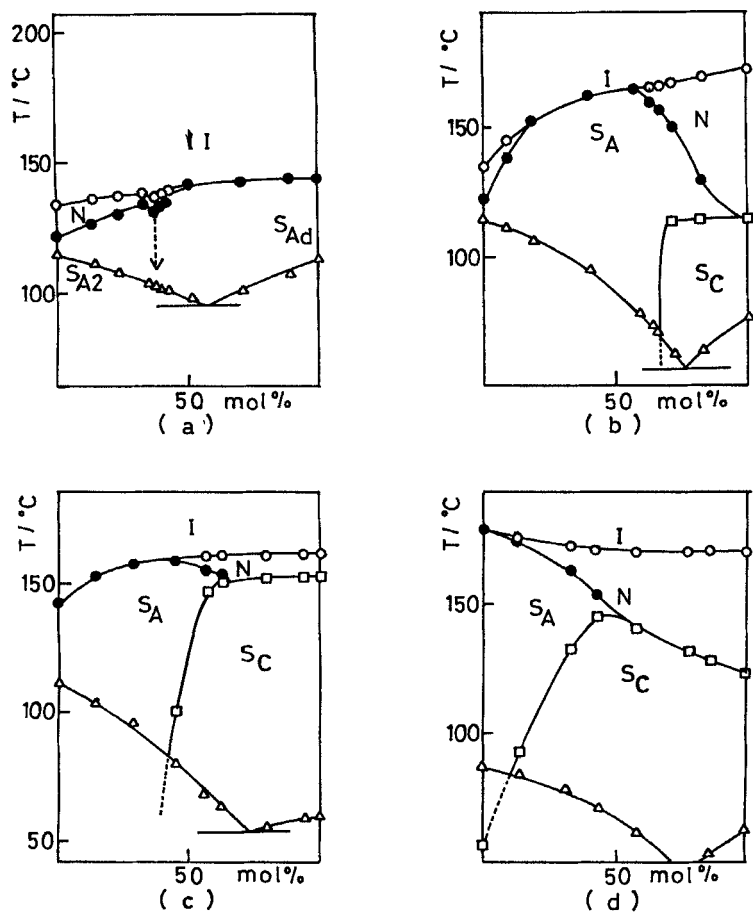 200
T / °C
I
150
N
S_Ad
S_A2
100
50 mol%
( a )
T / °C
I
150
S_A
N
100
S_C
50 mol%
( b )
T / °C
I
150
N
S_A
S_C
100
50
50 mol%
( c )
T / °C
I
150
N
S_A
S_C
100
50 mol%
( d )